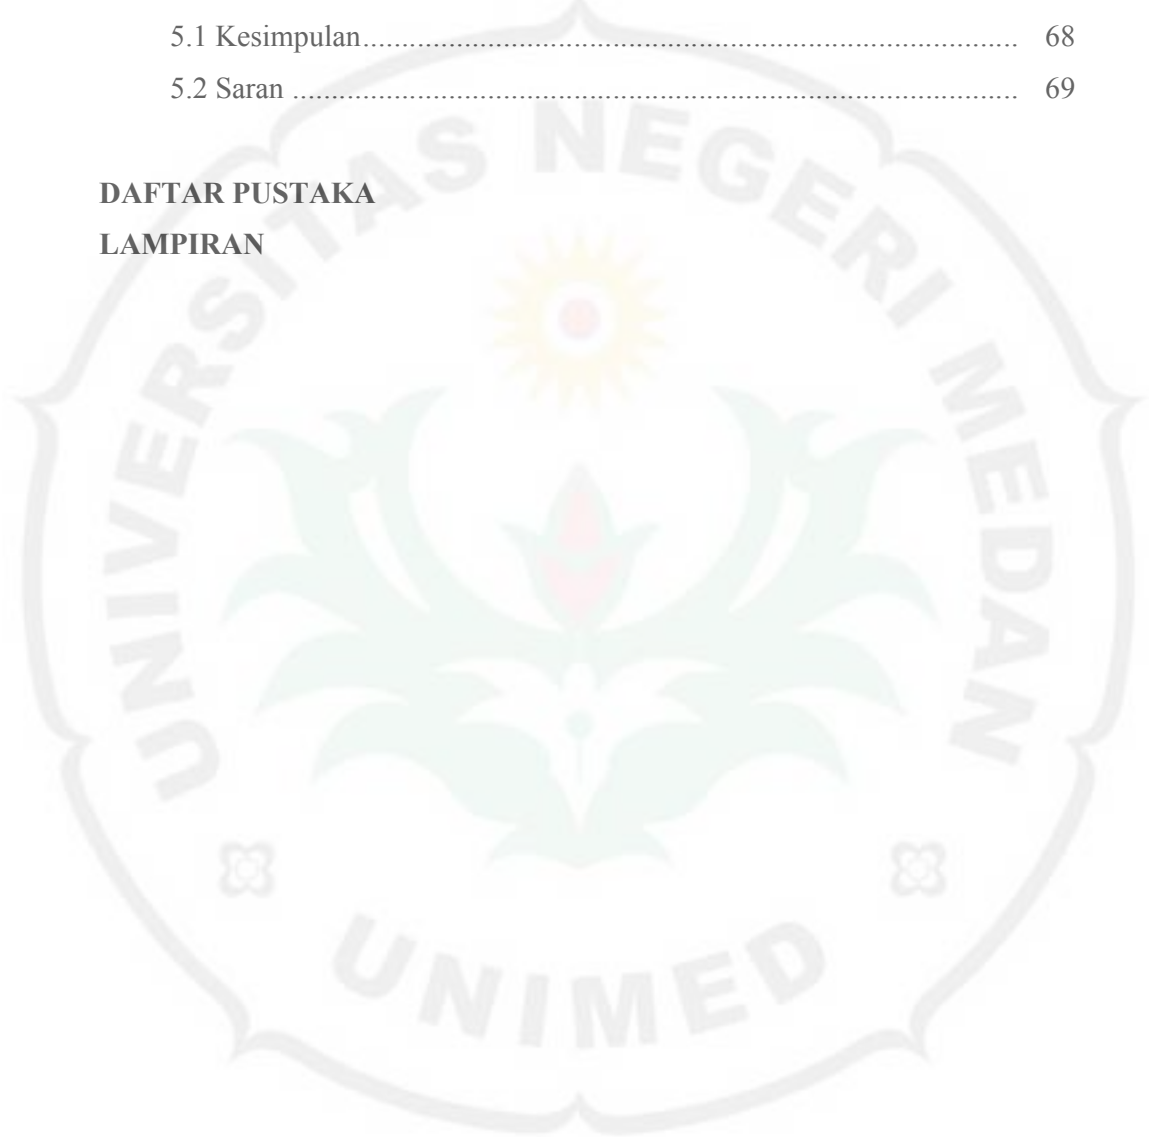 5.1 Kesimpulan........................................................................................ 68
5.2 Saran ................................................................................................. 69
DAFTAR PUSTAKA
LAMPIRAN
UNIVERSITAS NEGERI MEDAN
UNIMED